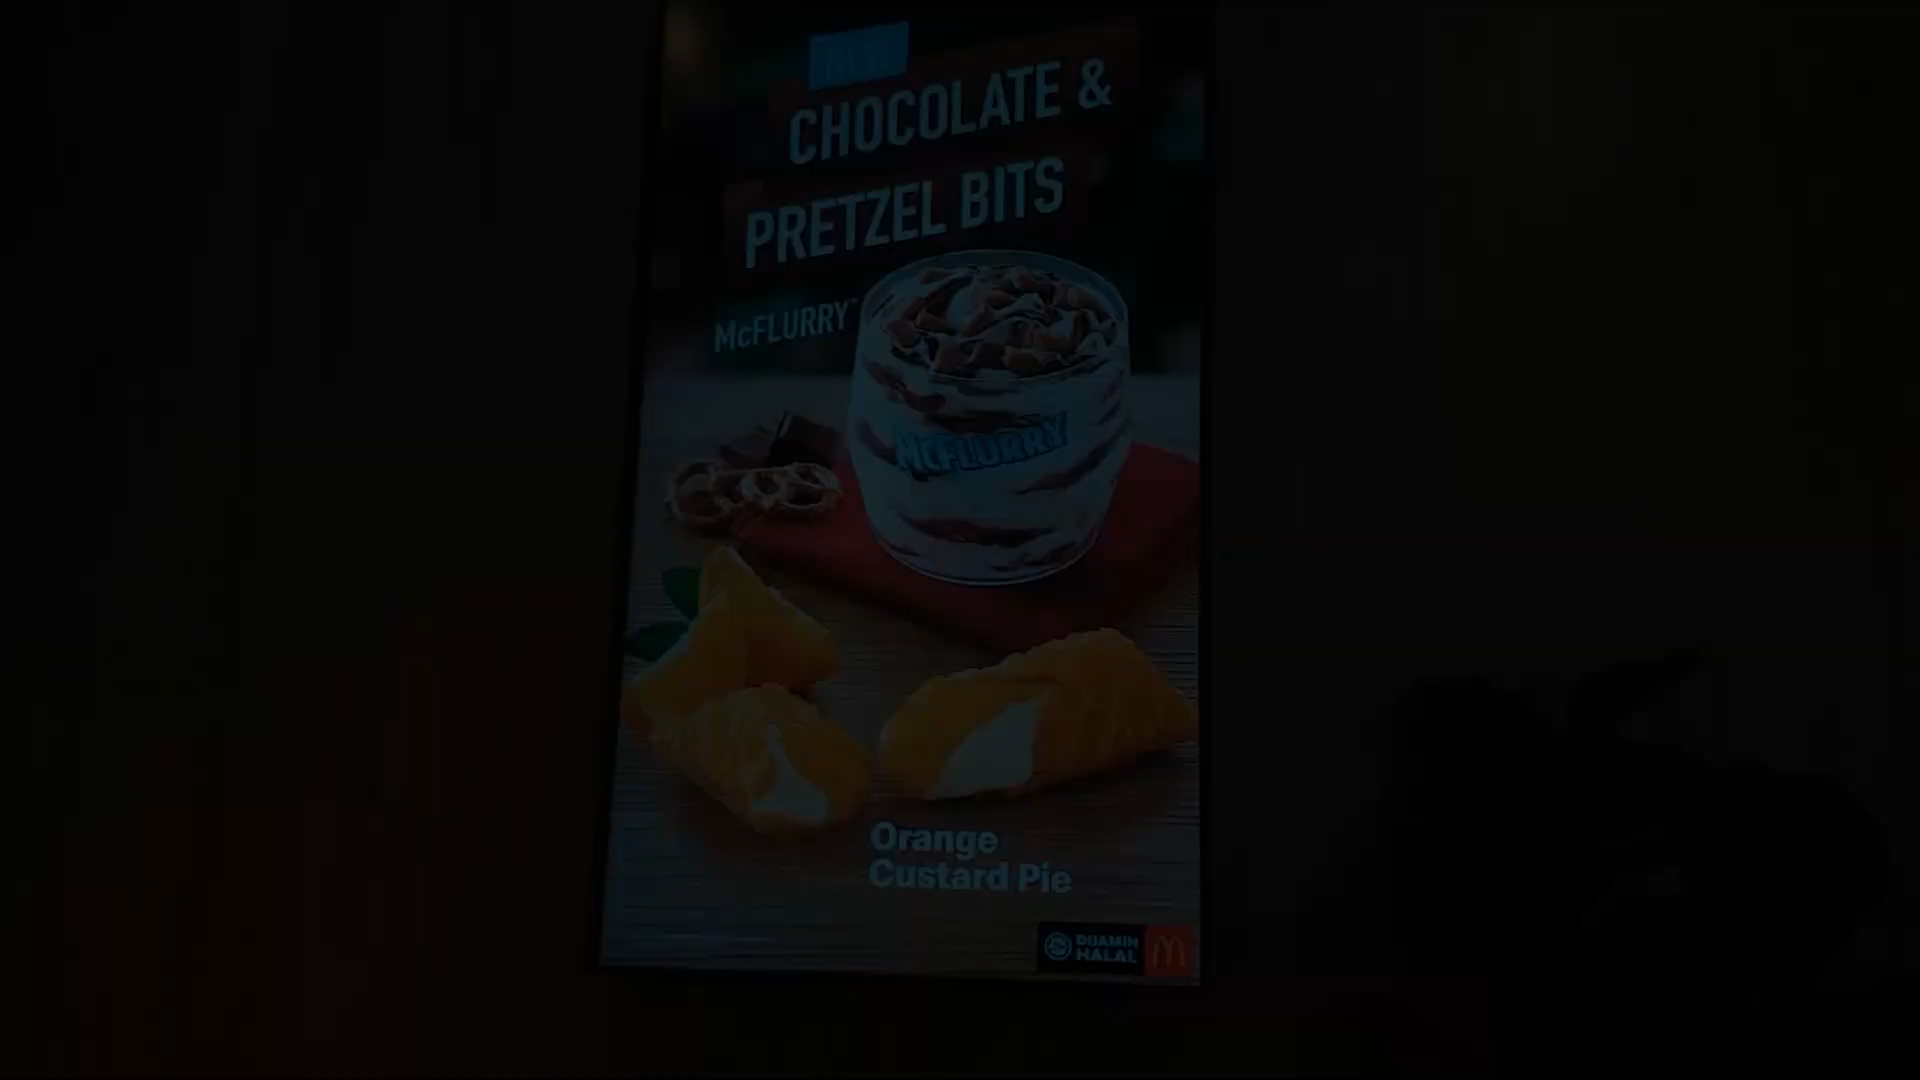 CHOCOLATE &
PRETZEL BITS
McFLURRY
McFLURRY
Orange
Custard Pie
DIJAMIN
HALAL